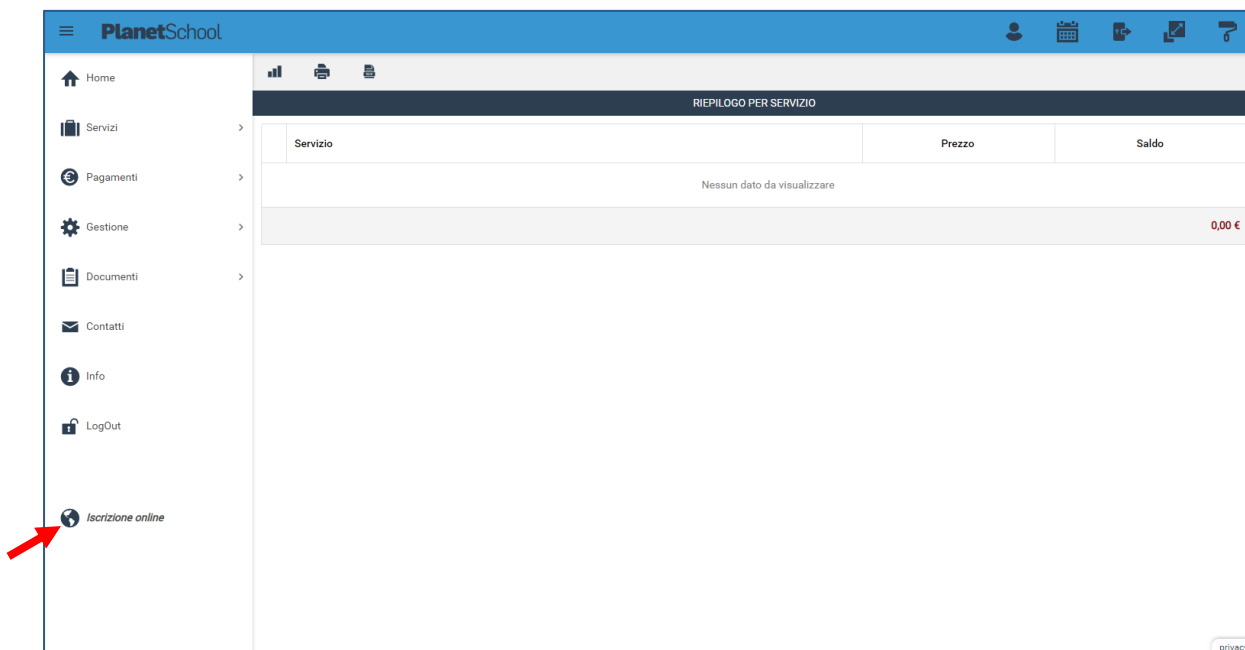 PlanetSchool
Home
Servizi
Pagamenti
Gestione
Documenti
Contatti
Info
LogOut
Iscrizione online
RIEPILOGO PER SERVIZIO
Servizio Prezzo Saldo
Nessun dato da visualizzare
0,00 €